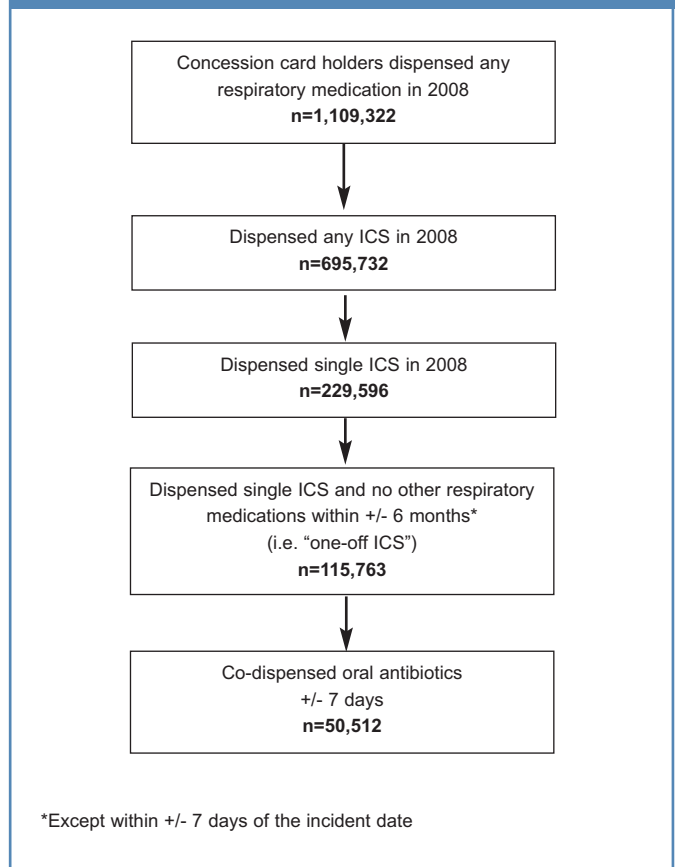 Concession card holders dispensed any
respiratory medication in 2008
n=1,109,322
Dispensed any ICS in 2008
n=695,732
Dispensed single ICS in 2008
n=229,596
Dispensed single ICS and no other respiratory
medications within +/- 6 months*
(i.e. “one-off ICS”)
n=115,763
Co-dispensed oral antibiotics
+/- 7 days
n=50,512
*Except within +/- 7 days of the incident date